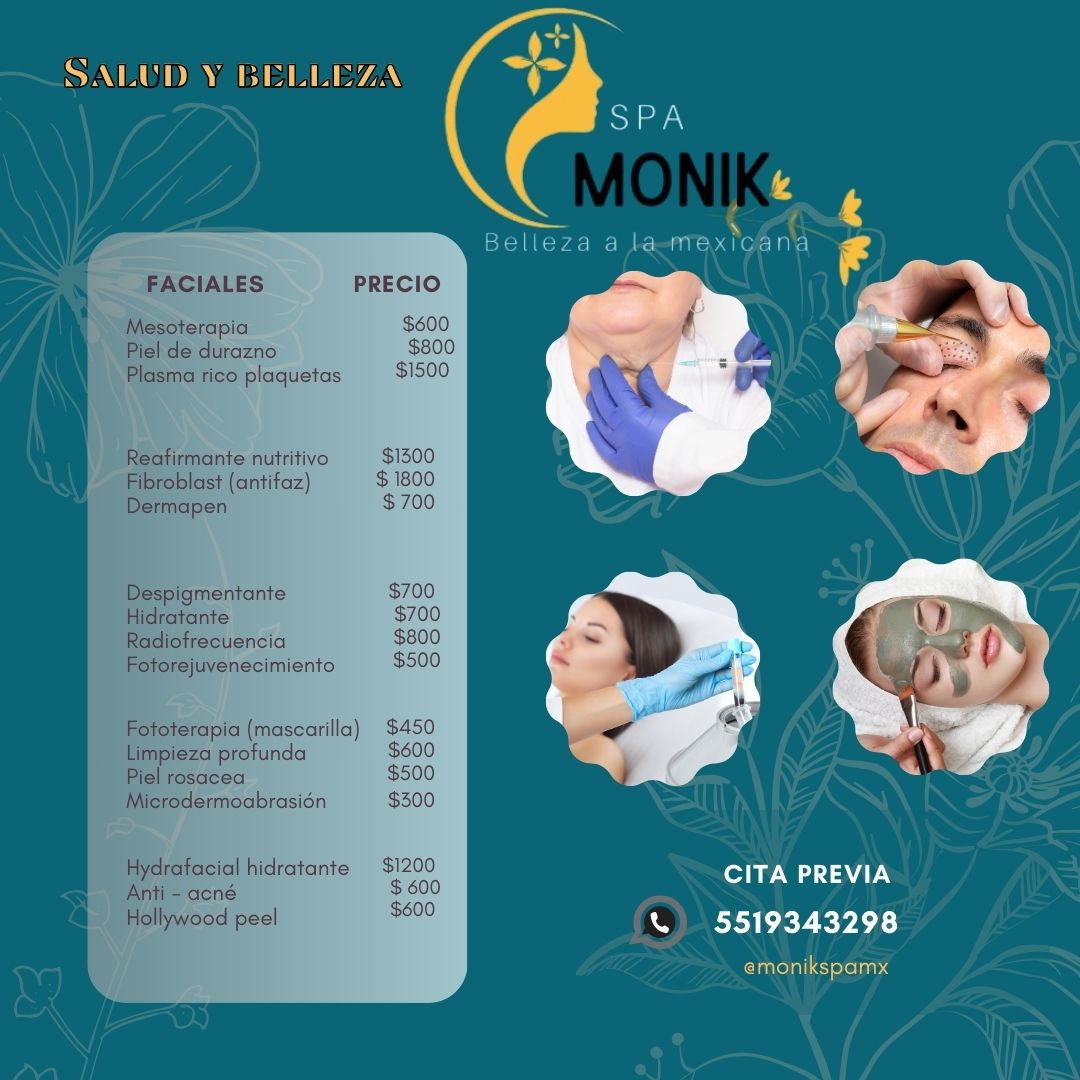 SALUD Y BELLEZA
SPA
MONIK
Belleza a la mexicana
FACIALES PRECIO
Mesoterapia $600
Piel de durazno $800
Plasma rico plaquetas $1500
Reafirmante nutritivo $1300
Fibroblast (antifaz) $ 1800
Dermapen $ 700
Despigmentante $700
Hidratante $700
Radiofrecuencia $800
Fotorejuvenecimiento $500
Fototerapia (mascarilla) $450
Limpieza profunda $600
Piel rosacea $500
Microdermoabrasión $300
Hydrafacial hidratante $1200
Anti - acné $ 600
Hollywood peel $600
CITA PREVIA
5519343298
@monikspamx